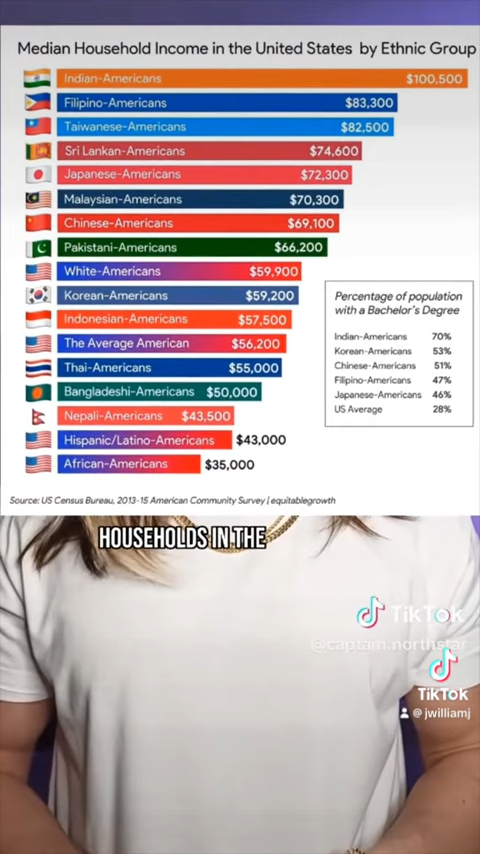 Median Household Income in the United States by Ethnic Group
Indian-Americans $100,500
Filipino-Americans $83,300
Taiwanese-Americans $82,500
Sri Lankan-Americans $74,600
Japanese-Americans $72,300
Malaysian-Americans $70,300
Chinese-Americans $69,100
Pakistani-Americans $66,200
White-Americans $59,900
Korean-Americans $59,200
Indonesian-Americans $57,500
The Average American $56,200
Thai-Americans $55,000
Bangladeshi-Americans $50,000
Nepali-Americans $43,500
Hispanic/Latino-Americans $43,000
African-Americans $35,000
Percentage of population
with a Bachelor's Degree
Indian-Americans 70%
Korean-Americans 53%
Chinese-Americans 51%
Filipino-Americans 47%
Japanese-Americans 46%
US Average 28%
Source: US Census Bureau, 2013-15 American Community Survey | equitablegrowth
HOUSEHOLDS IN THE
TikTok
@captain.northstar
TikTok
@ jwilliamj